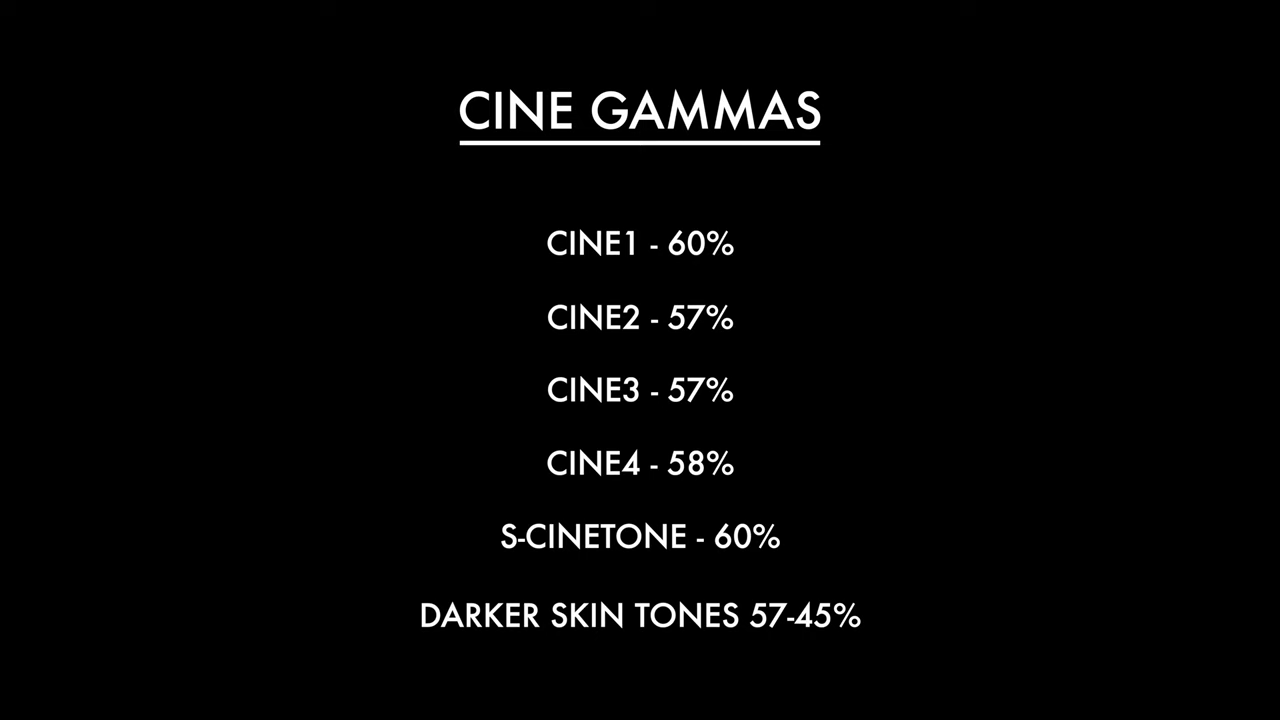 CINE GAMMAS
CINE1 - 60%
CINE2 - 57%
CINE3 - 57%
CINE4 - 58%
S-CINETONE - 60%
DARKER SKIN TONES 57-45%